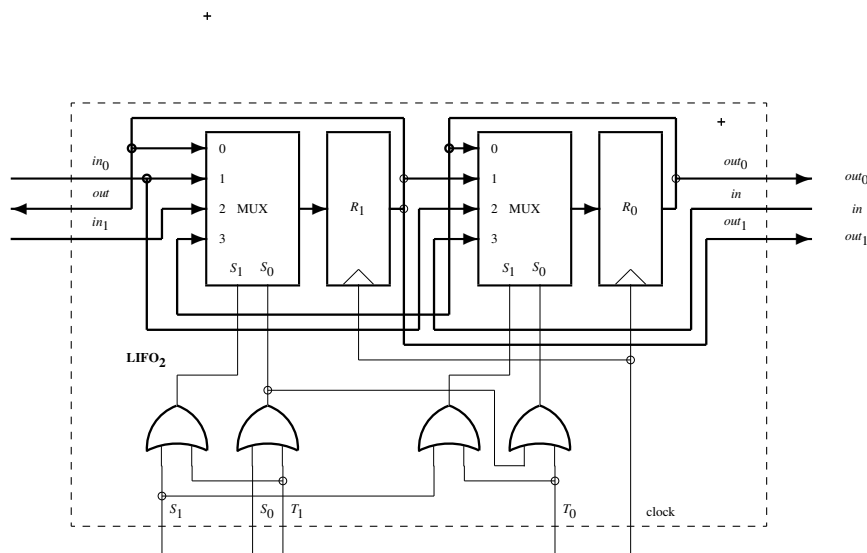 +
+
in0 0 0 out0 out0
1 1
out in in
2 MUX R1 2 MUX R0
in1 out1 out1
3 3
S1 S0 S1 S0
LIFO2
S1 S0 T1 T0 clock